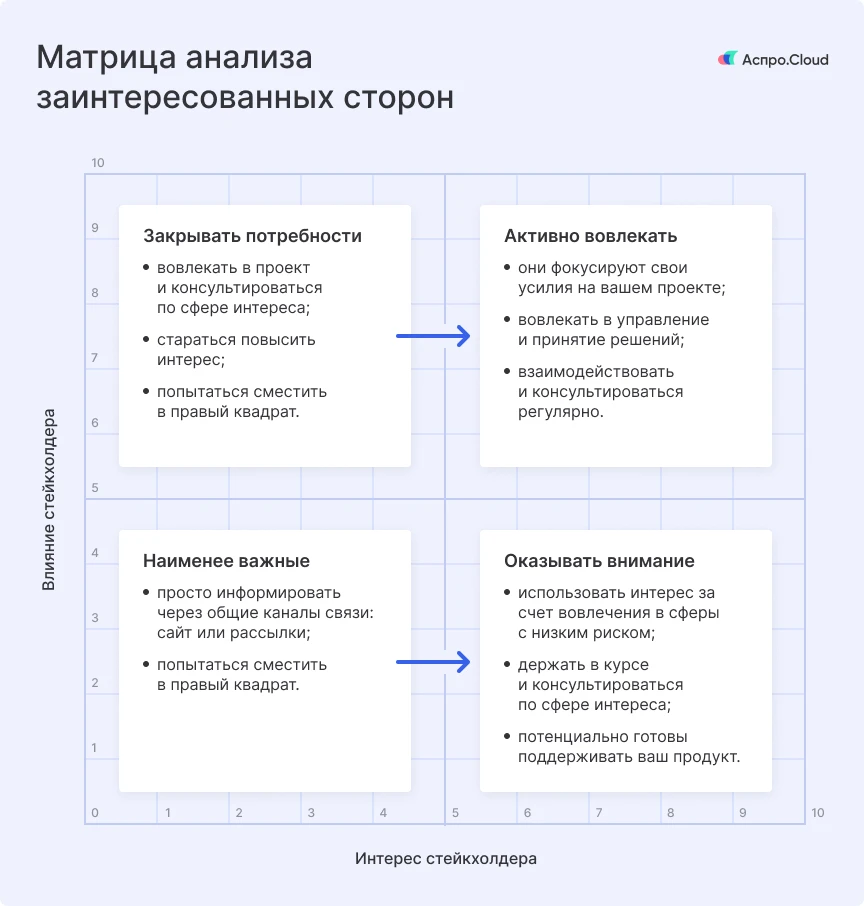 Матрица анализа
заинтересованных сторон
Аспро.Cloud
10
9
8
7
6
5
4
3
2
1
Влияние стейкхолдера
Закрывать потребности
• вовлекать в проект
и консультироваться
по сфере интереса;
• стараться повысить
интерес;
• попытаться сместить
в правый квадрат.
Активно вовлекать
• они фокусируют свои
усилия на вашем проекте;
• вовлекать в управление
и принятие решений;
• взаимодействовать
и консультироваться
регулярно.
Наименее важные
• просто информировать
через общие каналы связи:
сайт или рассылки;
• попытаться сместить
в правый квадрат.
Оказывать внимание
• использовать интерес за
счет вовлечения в сферы
с низким риском;
• держать в курсе
и консультироваться
по сфере интереса;
• потенциально готовы
поддерживать ваш продукт.
0 1 2 3 4 5 6 7 8 9 10
Интерес стейкхолдера